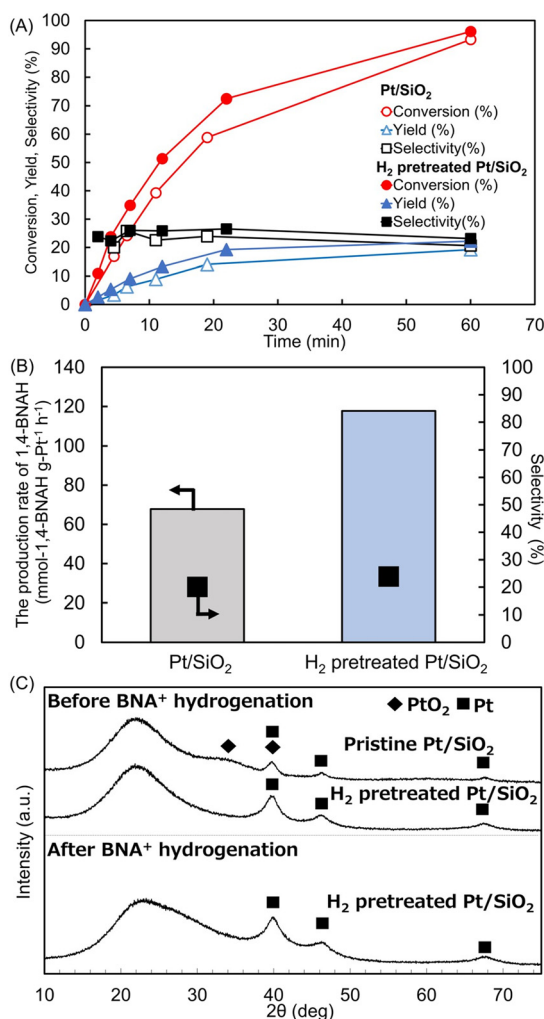 (A)
Conversion, Yield, Selectivity (%)
100
90
80
70
60
50
40
30
20
10
0
Pt/SiO₂
Conversion (%)
Yield (%)
Selectivity(%)
H₂ pretreated Pt/SiO₂
Conversion (%)
Yield (%)
Selectivity(%)
0 10 20 30 40 50 60 70
Time (min)
(B)
The production rate of 1,4-BNAH
(mmol-1,4-BNAH g-Pt⁻¹ h⁻¹)
140
120
100
80
60
40
20
0
100
90
80
70
60
50
40
30
20
10
0
Selectivity (%)
Pt/SiO₂ H₂ pretreated Pt/SiO₂
(C)
Intensity (a.u.)
Before BNA⁺ hydrogenation
PtO₂ Pt
Pristine Pt/SiO₂
H₂ pretreated Pt/SiO₂
After BNA⁺ hydrogenation
H₂ pretreated Pt/SiO₂
10 20 30 40 50 60 70
2θ (deg)